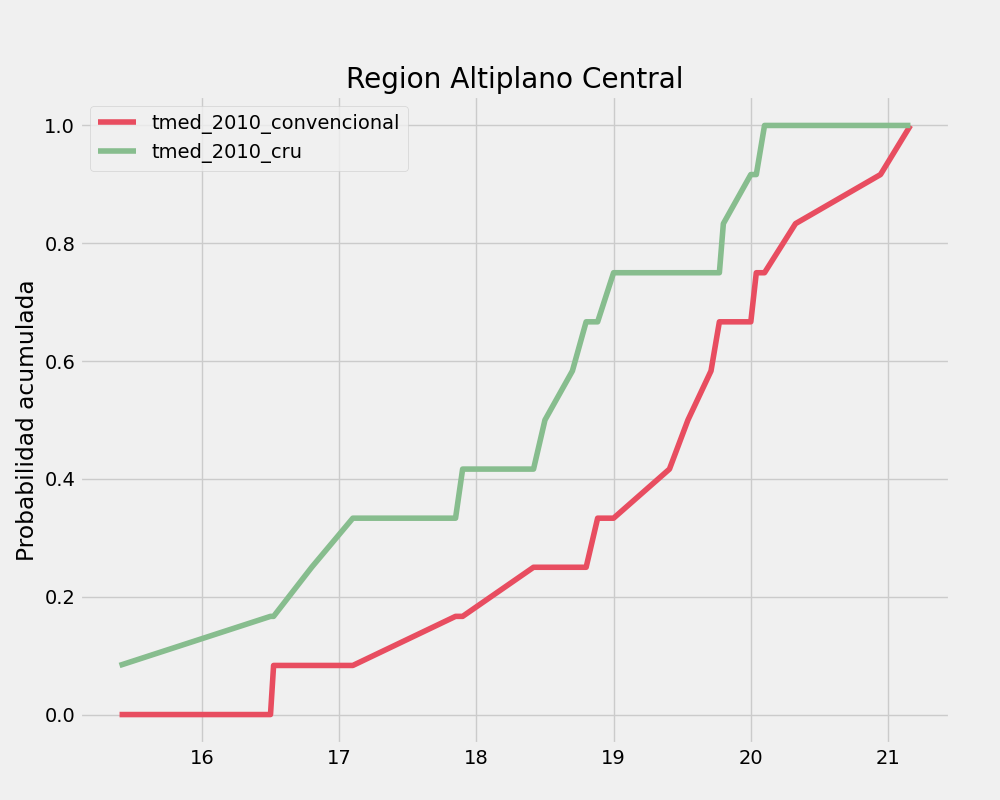 Region Altiplano Central
tmed_2010_convencional
tmed_2010_cru
Probabilidad acumulada
1.0
0.8
0.6
0.4
0.2
0.0
16 17 18 19 20 21